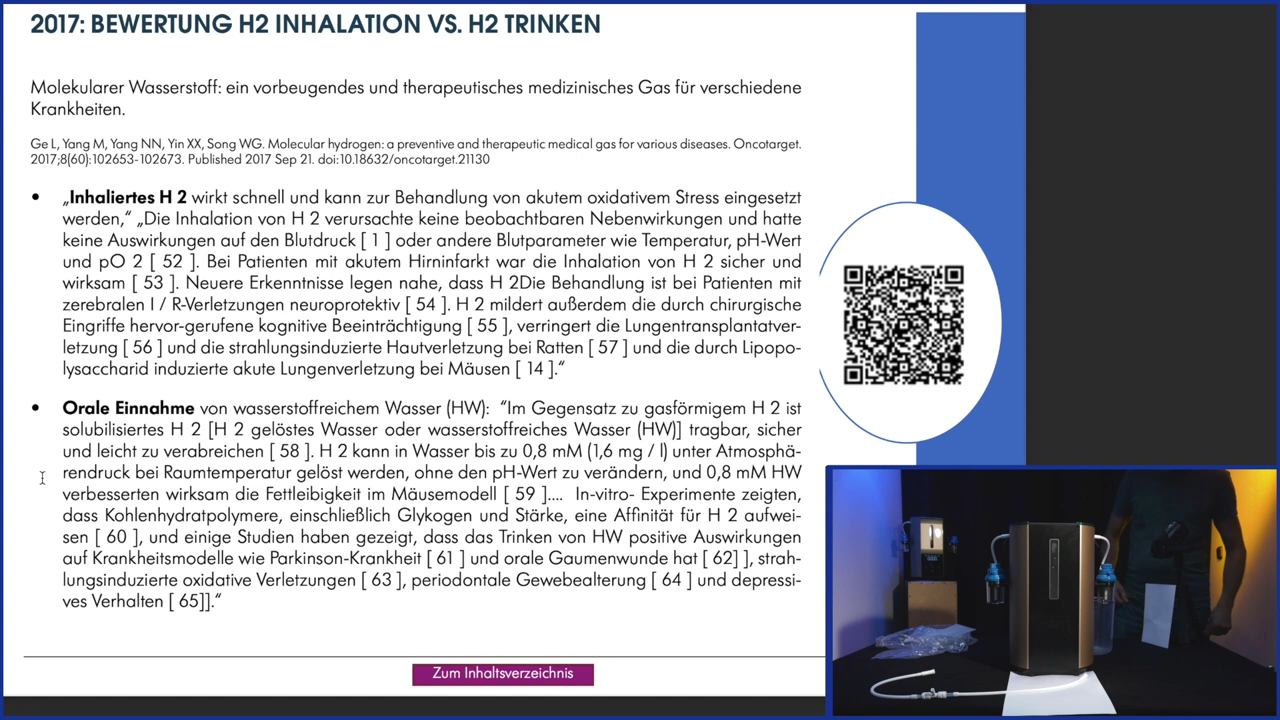 2017: BEWERTUNG H2 INHALATION VS. H2 TRINKEN
Molekularer Wasserstoff: ein vorbeugendes und therapeutisches medizinisches Gas für verschiedene
Krankheiten.
Ge L, Yang M, Yang NN, Yin XX, Song WG. Molecular hydrogen: a preventive and therapeutic medical gas for various diseases. Oncotarget.
2017;8(60):102653-102673. Published 2017 Sep 21. doi:10.18632/oncotarget.21130
• „Inhaliertes H 2 wirkt schnell und kann zur Behandlung von akutem oxidativem Stress eingesetzt
werden,“ „Die Inhalation von H 2 verursachte keine beobachtbaren Nebenwirkungen und hatte
keine Auswirkungen auf den Blutdruck [ 1 ] oder andere Blutparameter wie Temperatur, pH-Wert
und pO 2 [ 52 ]. Bei Patienten mit akutem Hirninfarkt war die Inhalation von H 2 sicher und
wirksam [ 53 ]. Neuere Erkenntnisse legen nahe, dass H 2Die Behandlung ist bei Patienten mit
zerebralen I / R-Verletzungen neuroprotektiv [ 54 ]. H 2 mildert außerdem die durch chirurgische
Eingriffe hervor-gerufene kognitive Beeinträchtigung [ 55 ], verringert die Lungentransplantatver-
letzung [ 56 ] und die strahlungsinduzierte Hautverletzung bei Ratten [ 57 ] und die durch Lipopo-
lysaccharid induzierte akute Lungenverletzung bei Mäusen [ 14 ].“
• Orale Einnahme von wasserstoffreichem Wasser (HW): “Im Gegensatz zu gasförmigem H 2 ist
solubilisiertes H 2 [H 2 gelöstes Wasser oder wasserstoffreiches Wasser (HW)] tragbar, sicher
und leicht zu verabreichen [ 58 ]. H 2 kann in Wasser bis zu 0,8 mM (1,6 mg / l) unter Atmosphä-
rendruck bei Raumtemperatur gelöst werden, ohne den pH-Wert zu verändern, und 0,8 mM HW
verbesserten wirksam die Fettleibigkeit im Mäusemodell [ 59 ].... In-vitro- Experimente zeigten,
dass Kohlenhydratpolymere, einschließlich Glykogen und Stärke, eine Affinität für H 2 aufwei-
sen [ 60 ], und einige Studien haben gezeigt, dass das Trinken von HW positive Auswirkungen
auf Krankheitsmodelle wie Parkinson-Krankheit [ 61 ] und orale Gaumenwunde hat [ 62] ], strah-
lungsinduzierte oxidative Verletzungen [ 63 ], periodontale Gewebealterung [ 64 ] und depressi-
ves Verhalten [ 65]].“
Zum Inhaltsverzeichnis